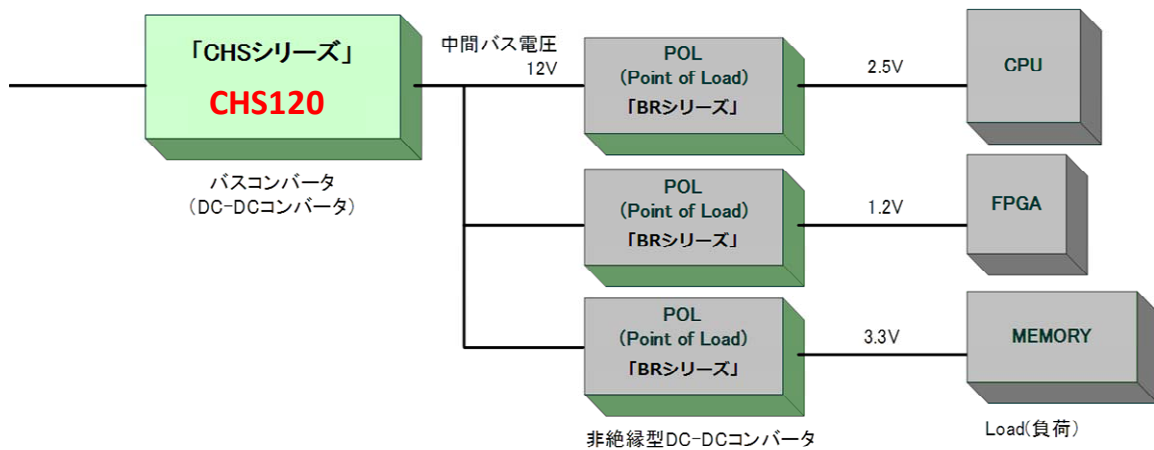 「CHSシリーズ」
CHS120
バスコンバータ
(DC-DCコンバータ)
中間バス電圧
12V
POL
(Point of Load)
「BRシリーズ」
2.5V
CPU
POL
(Point of Load)
「BRシリーズ」
1.2V
FPGA
POL
(Point of Load)
「BRシリーズ」
3.3V
MEMORY
非絶縁型DC-DCコンバータ
Load(負荷)